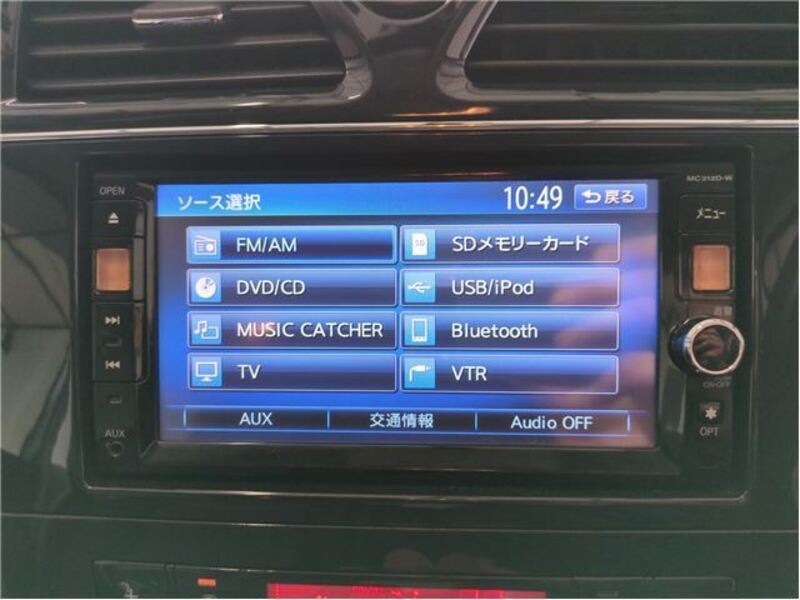 OPEN
MC312D-W
ソース選択
10:49
戻る
メニュー
FM/AM
SD
SDメモリーカード
DVD/CD
USB/iPod
MUSIC CATCHER
Bluetooth
TV
VTR
AUX
交通情報
Audio OFF
ON-OFF
AUX
OPT